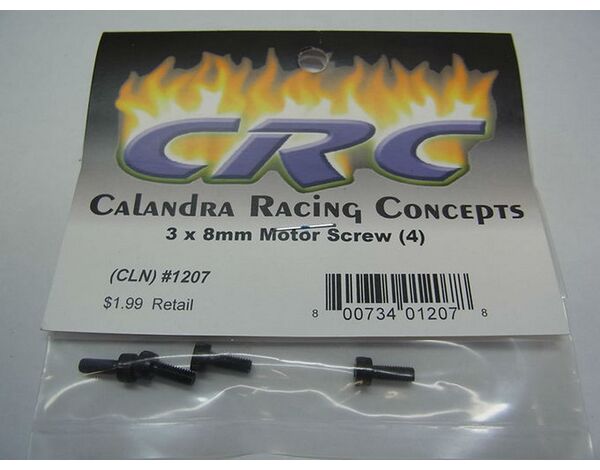 CRC
Calandra Racing Concepts
3 x 8mm Motor Screw (4)
(CLN) #1207
$1.99 Retail
8 00734 01207 8